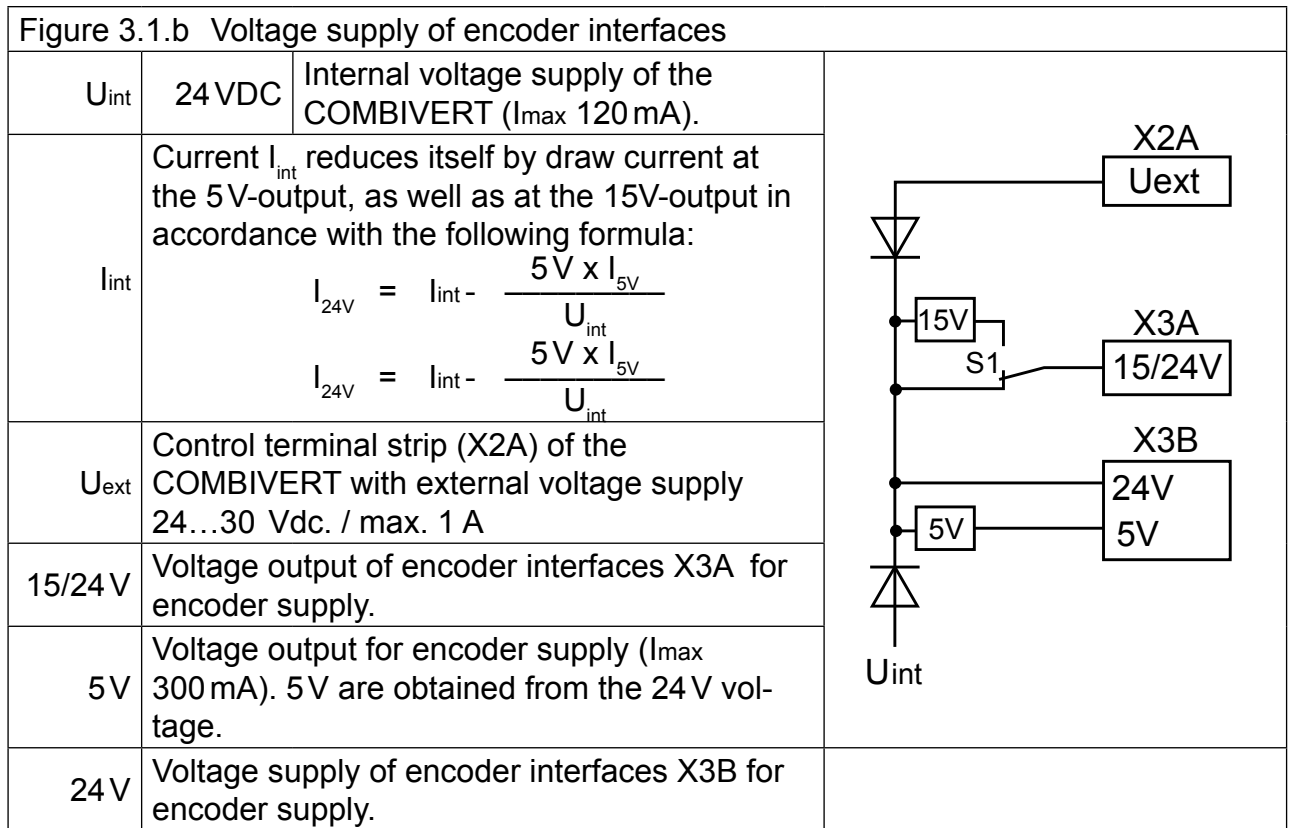 Figure 3.1.b Voltage supply of encoder interfaces
Uint
24 VDC
Internal voltage supply of the
COMBIVERT (Imax 120 mA).
Iint
Current Iint reduces itself by draw current at
the 5 V-output, as well as at the 15V-output in
accordance with the following formula:
I24V = Iint - 5 V x I5V
Uint
I24V = Iint - 5 V x I5V
Uint
Uext
Control terminal strip (X2A) of the
COMBIVERT with external voltage supply
24…30 Vdc. / max. 1 A
15/24 V
Voltage output of encoder interfaces X3A for
encoder supply.
5 V
Voltage output for encoder supply (Imax
300 mA). 5 V are obtained from the 24 V vol-
tage.
24 V
Voltage supply of encoder interfaces X3B for
encoder supply.
X2A
Uext
15V
S1
X3A
15/24V
X3B
24V
5V
5V
Uint